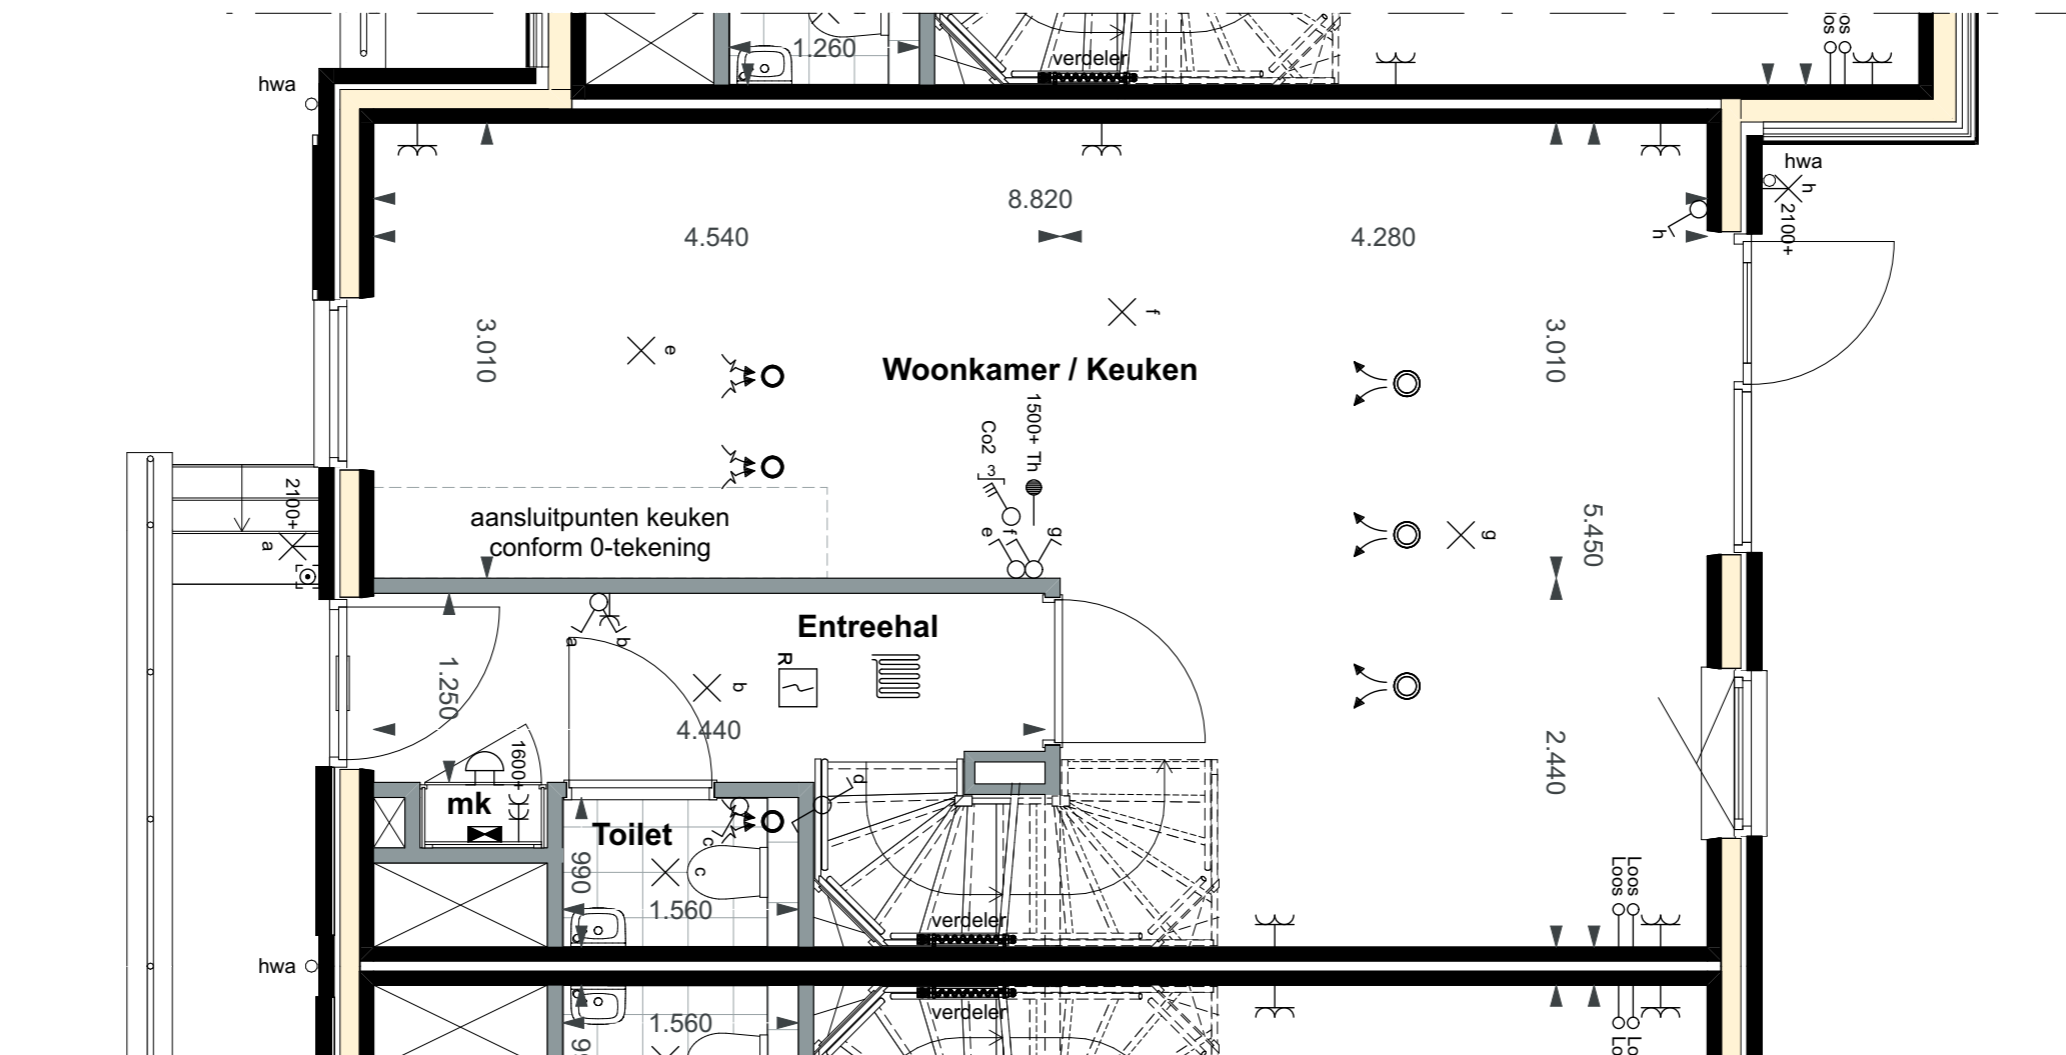 1.260
verdeler
Loos
Loos
hwa
hwa
h
2100+
8.820
4.540
4.280
h
3.010
e
f
Woonkamer / Keuken
3.010
1500+ Th
Co2
3
2100+
a
aansluitpunten keuken
conform 0-tekening
e
f
g
g
5.450
a
b
Entreehal
R
b
1.250
4.440
2.440
1600+
mk
Toilet
d
c
c
990
1.560
verdeler
Loos
Loos
hwa
1.560
verdeler